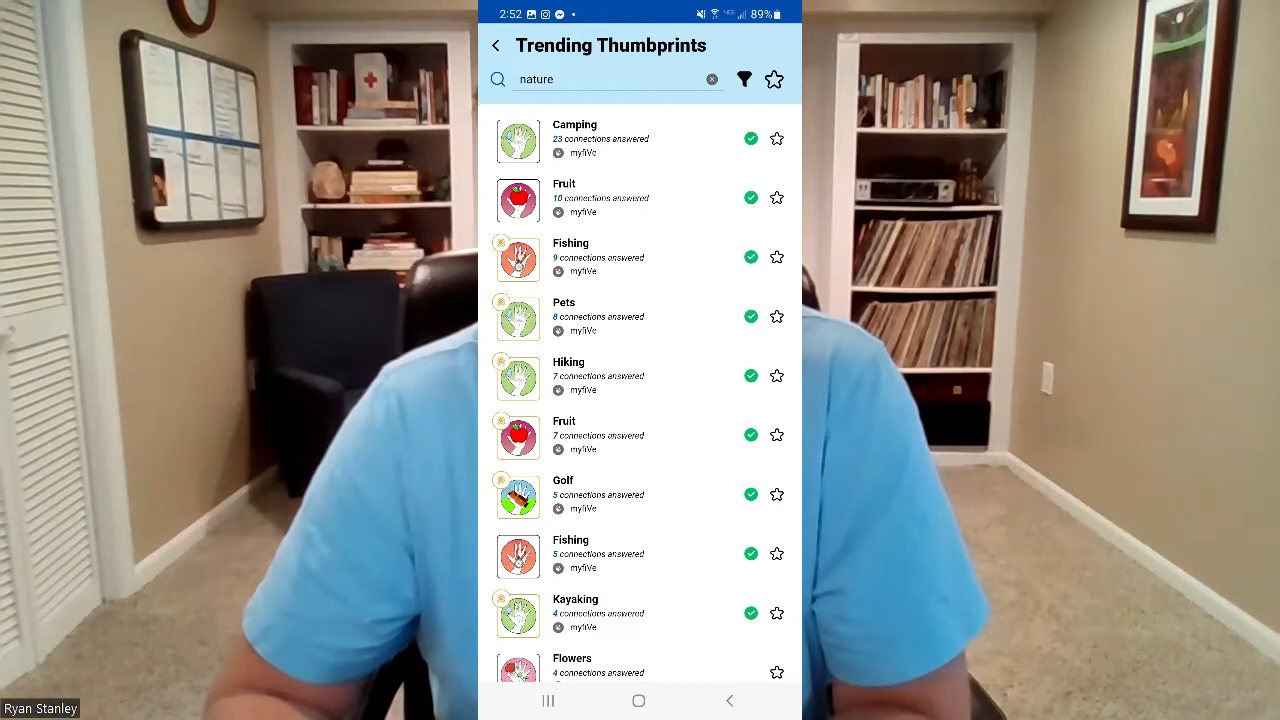 2:52
89%
Trending Thumbprints
nature
Camping
23 connections answered
myfiVe
Fruit
10 connections answered
myfiVe
Fishing
9 connections answered
myfiVe
Pets
8 connections answered
myfiVe
Hiking
7 connections answered
myfiVe
Fruit
7 connections answered
myfiVe
Golf
5 connections answered
myfiVe
Fishing
5 connections answered
myfiVe
Kayaking
4 connections answered
myfiVe
Flowers
4 connections answered
Ryan Stanley